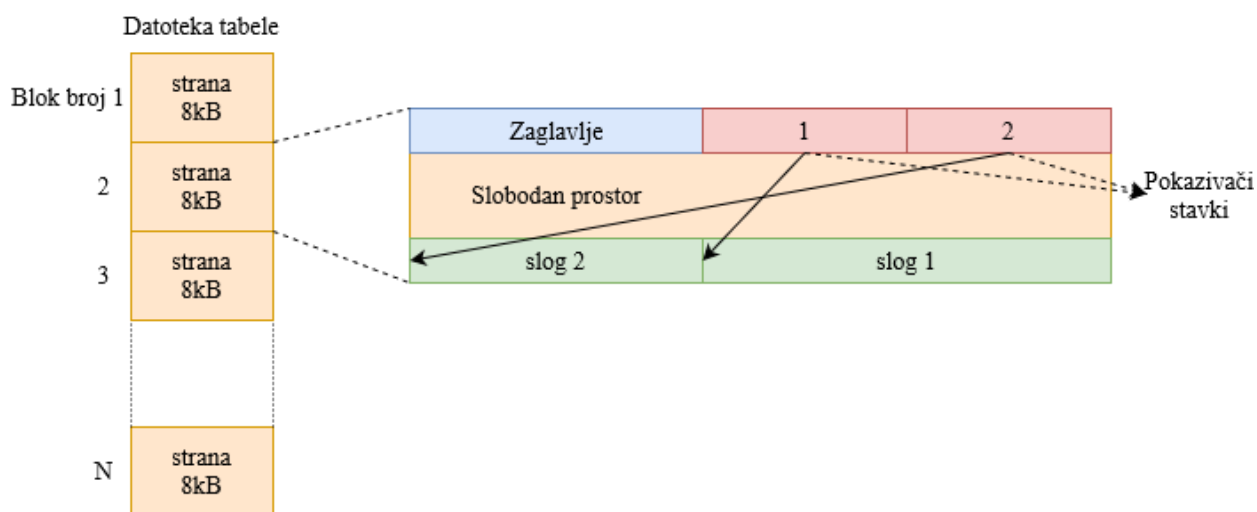 Datoteka tabele
Blok broj 1
strana
8kB
2
strana
8kB
3
strana
8kB
N
strana
8kB
Zaglavlje
1
2
Slobodan prostor
slog 2
slog 1
Pokazivači
stavki